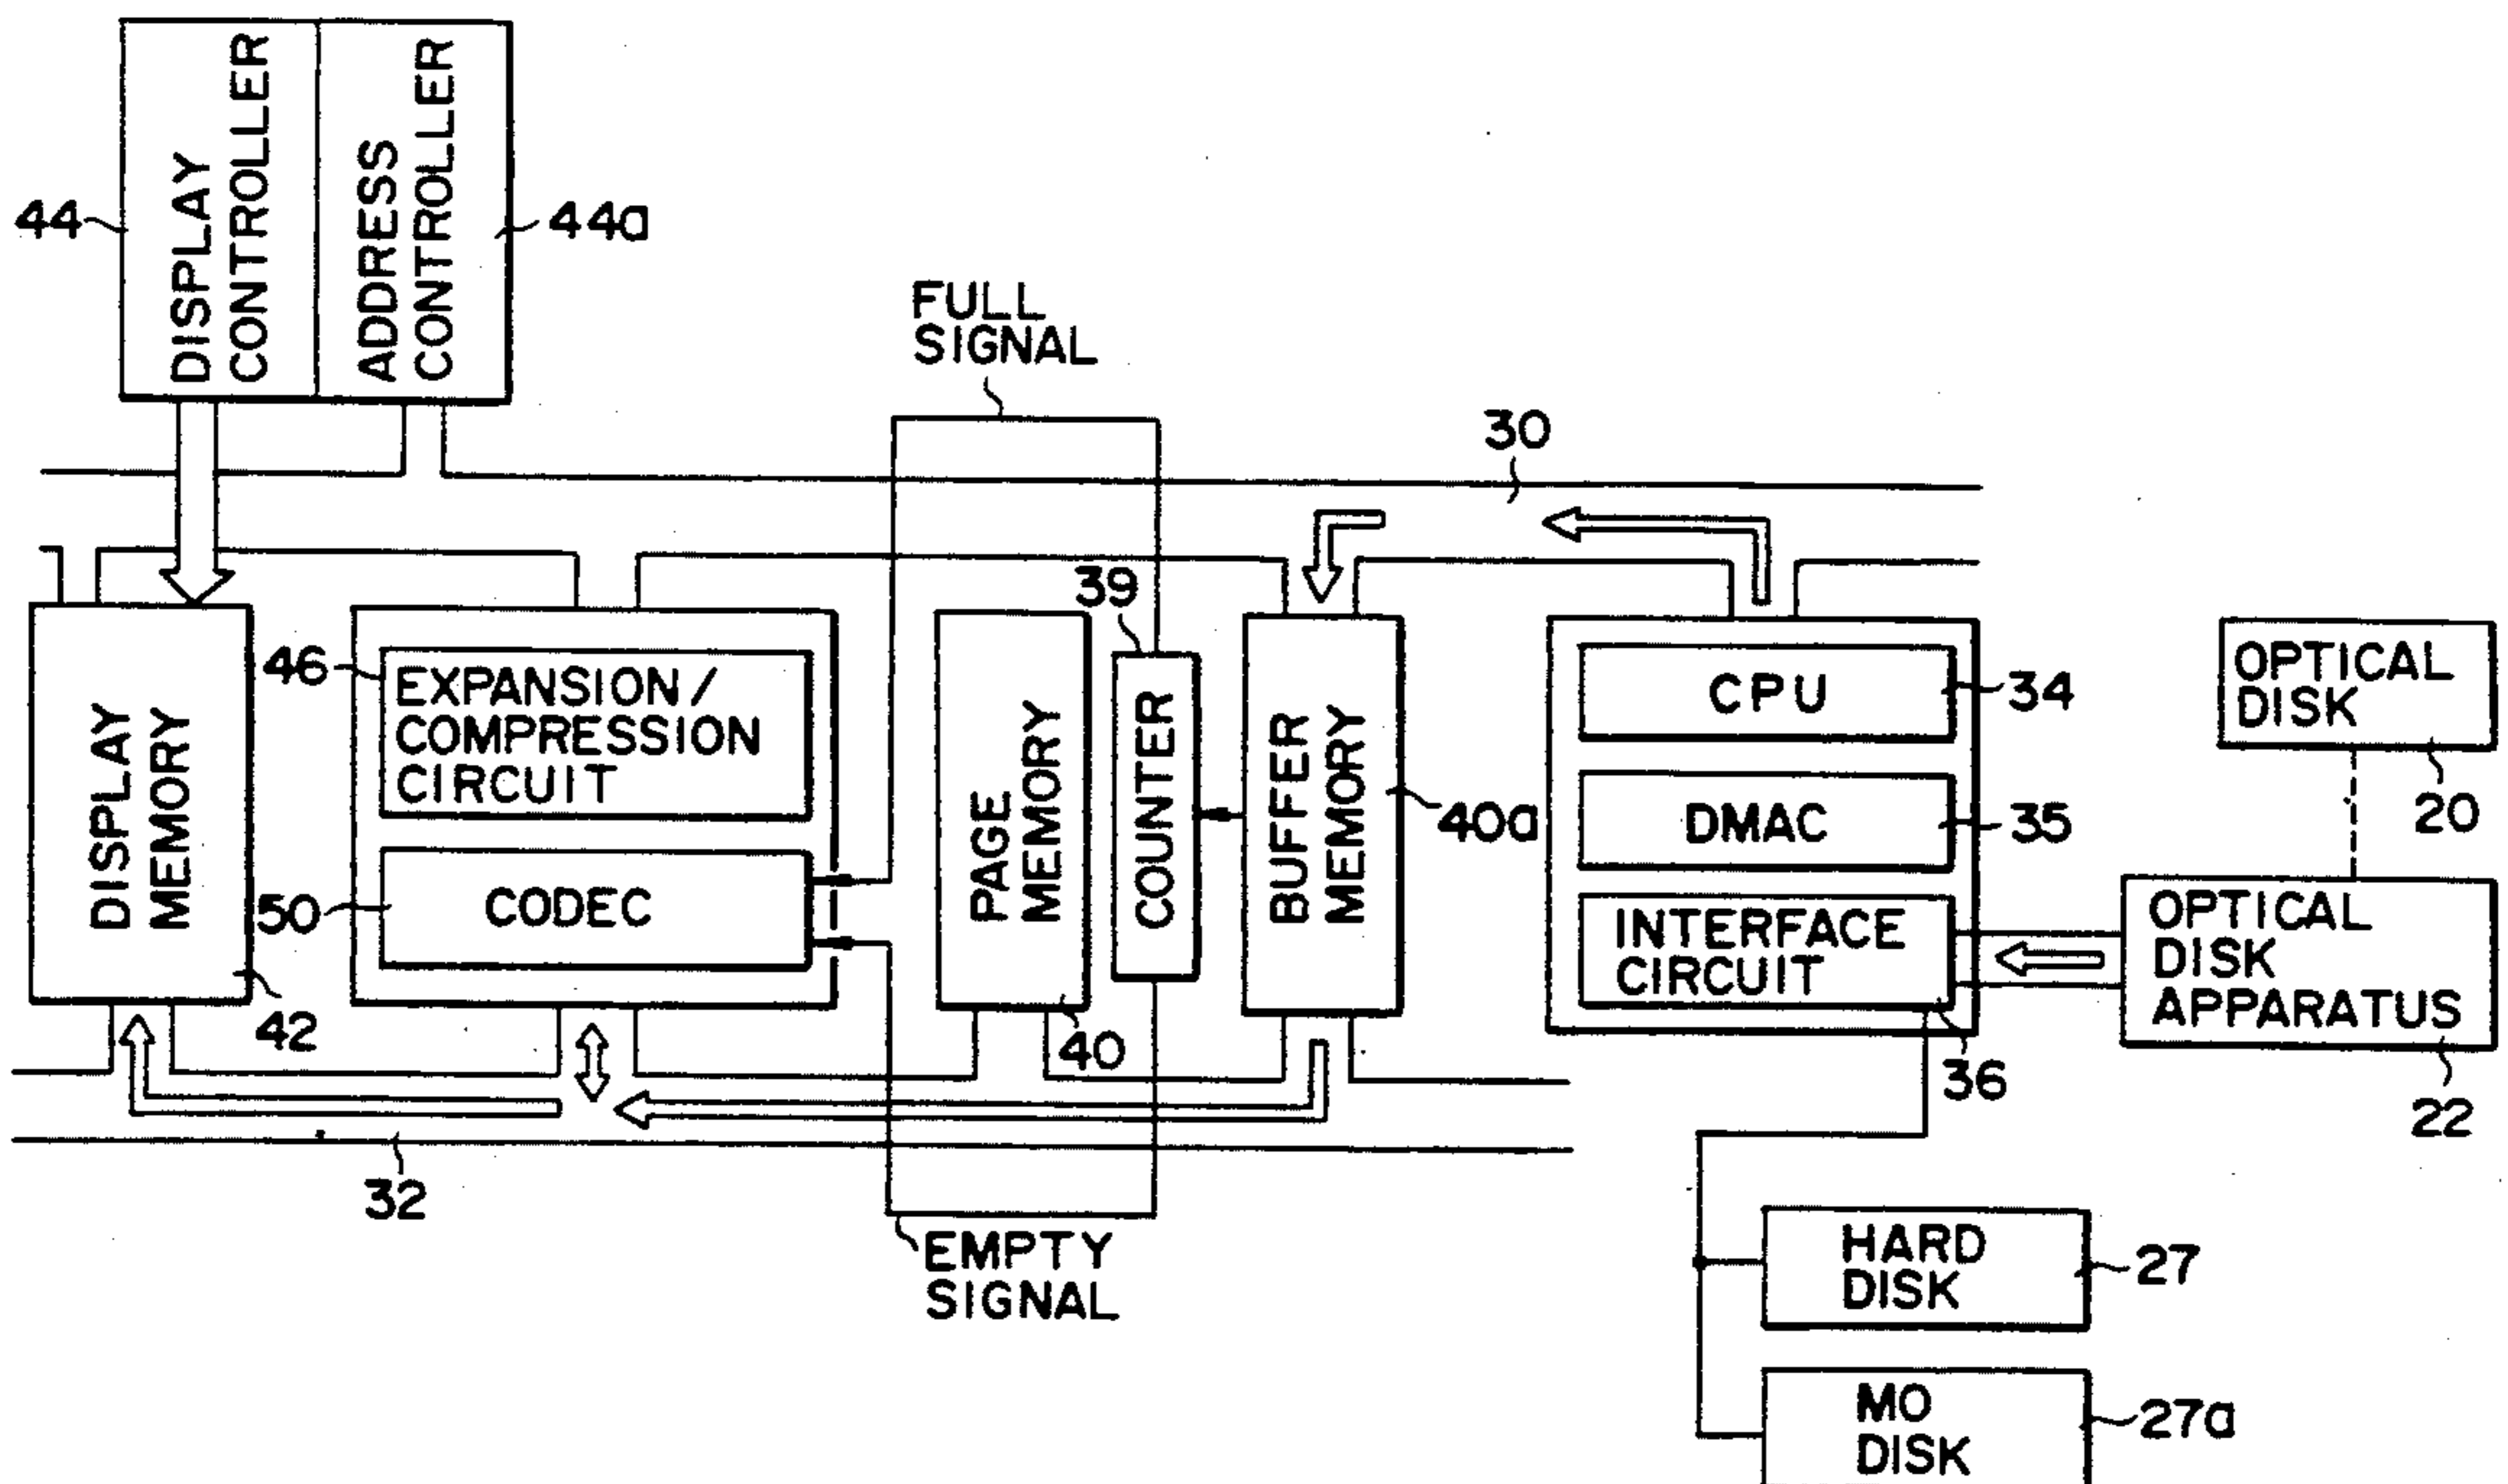 DISPLAY
CONTROLLER
ADDRESS
CONTROLLER
44
44a
FULL
SIGNAL
30
39
46
EXPANSION/
COMPRESSION
CIRCUIT
50
CODEC
DISPLAY
MEMORY
42
PAGE
MEMORY
40
COUNTER
BUFFER
MEMORY
40a
CPU
34
DMAC
35
INTERFACE
CIRCUIT
36
OPTICAL
DISK
20
OPTICAL
DISK
APPARATUS
22
32
EMPTY
SIGNAL
HARD
DISK
27
MO
DISK
27a